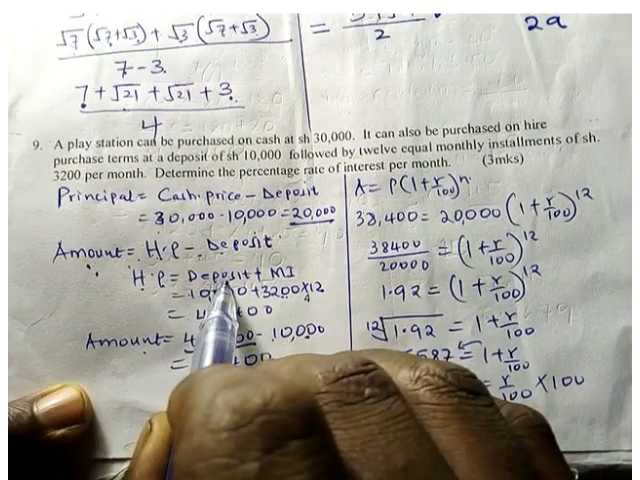 √7(√7+√3) + √3(√7+√3)
7-3
7+√21 + √21 + 3
4
=
2
2a
9. A play station can be purchased on cash at sh 30,000. It can also be purchased on hire
purchase terms at a deposit of sh 10,000 followed by twelve equal monthly installments of sh.
3200 per month. Determine the percentage rate of interest per month. (3mks)
Principal = Cash price - Deposit
= 30,000 - 10,000 = 20,000
Amount = H.P - Deposit
H.P = Deposit + MI
+ 3200 × 12
=
Amount = - 10,000
=
A = P(1 + r/100)ⁿ
38,400 = 20,000 (1 + r/100)¹²
38400/20000 = (1 + r/100)¹²
1.92 = (1 + r/100)¹²
¹²√1.92 = 1 + r/100
= 1 + r/100
= r/100 × 100